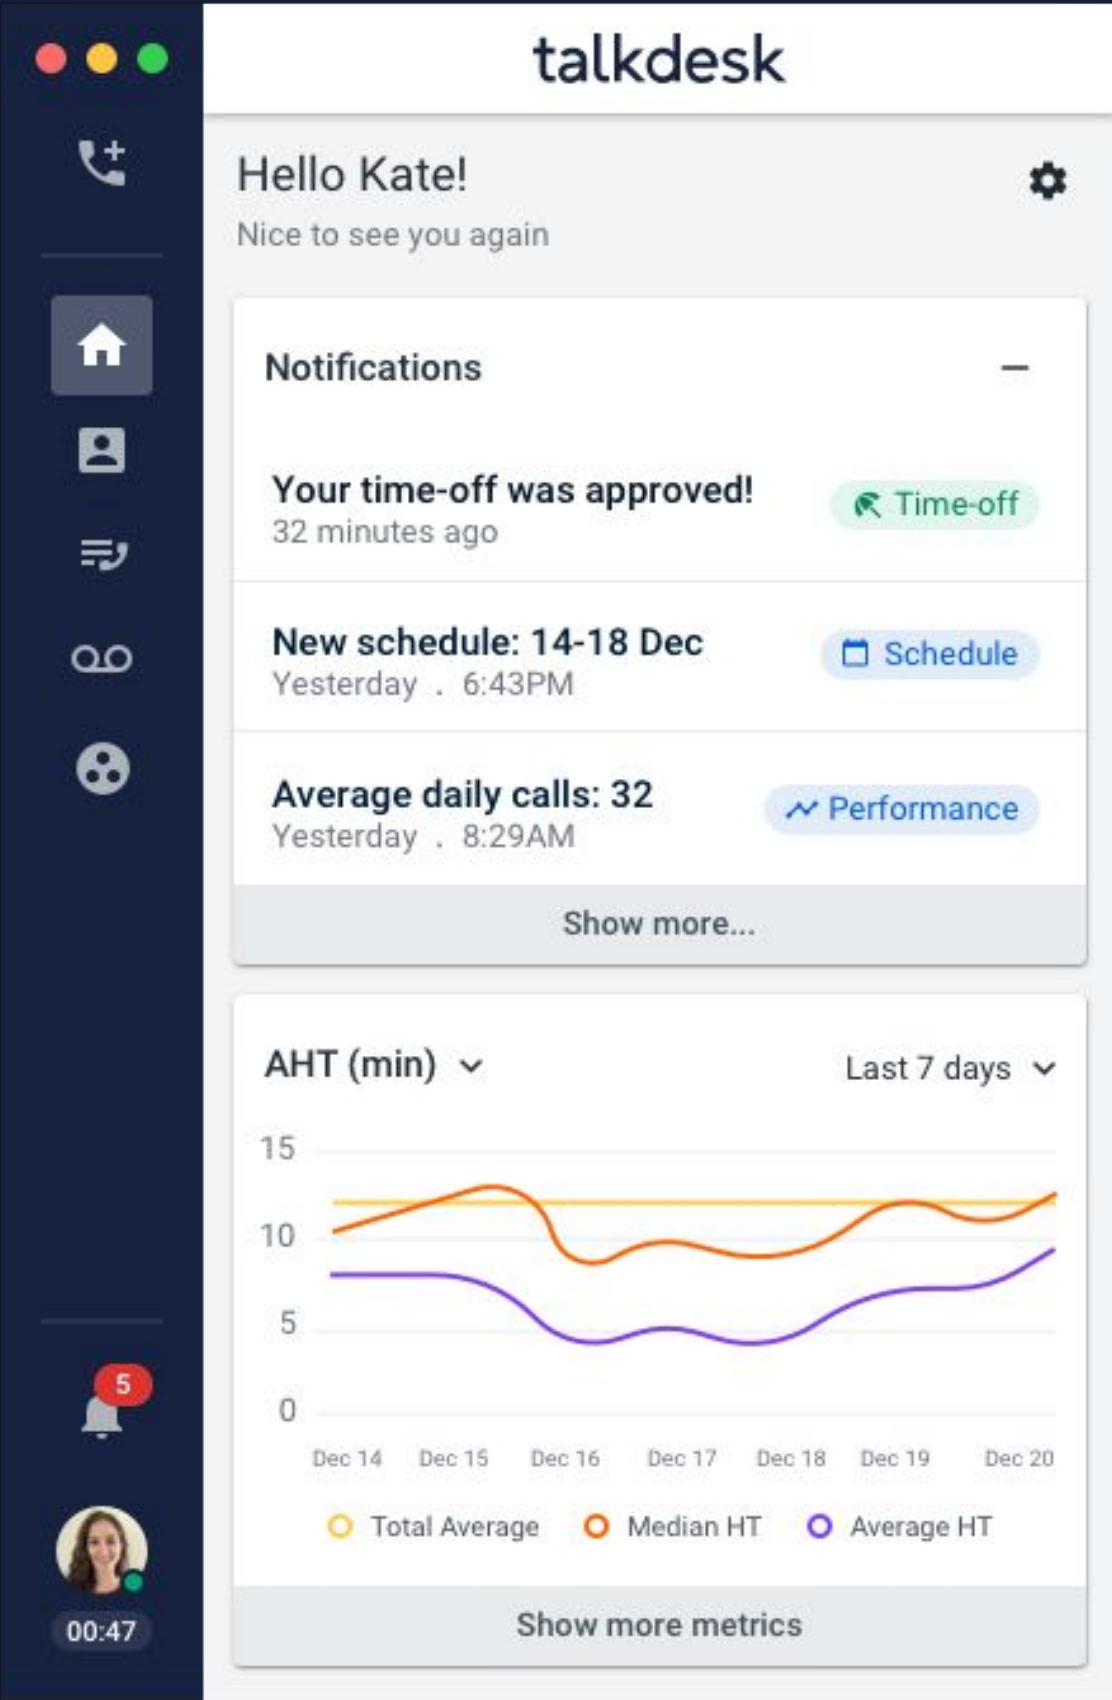 talkdesk
Hello Kate!
Nice to see you again
Notifications
Your time-off was approved!
32 minutes ago
Time-off
New schedule: 14-18 Dec
Yesterday . 6:43PM
Schedule
Average daily calls: 32
Yesterday . 8:29AM
Performance
Show more...
AHT (min)
Last 7 days
15
10
5
0
Dec 14 Dec 15 Dec 16 Dec 17 Dec 18 Dec 19 Dec 20
Total Average Median HT Average HT
Show more metrics
5
00:47